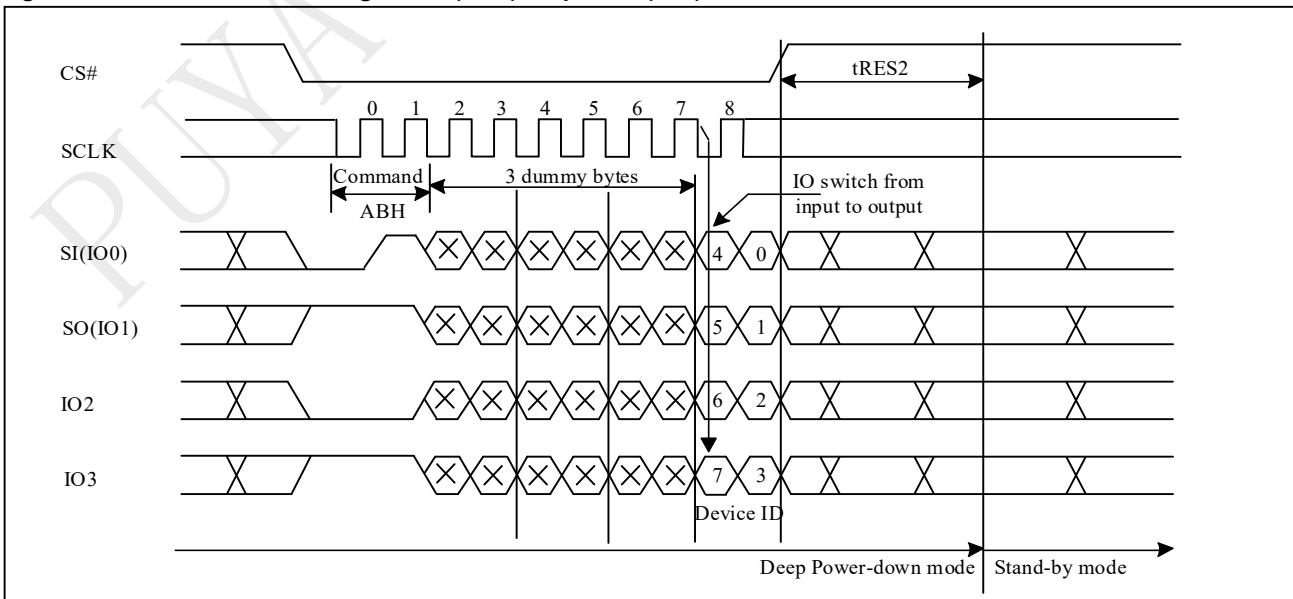 PUYA
CS#
tRES2
0 1 2 3 4 5 6 7 8
SCLK
Command
3 dummy bytes
ABH
IO switch from
input to output
SI(IO0)
4 0
SO(IO1)
5 1
IO2
6 2
IO3
7 3
Device ID
Deep Power-down mode
Stand-by mode